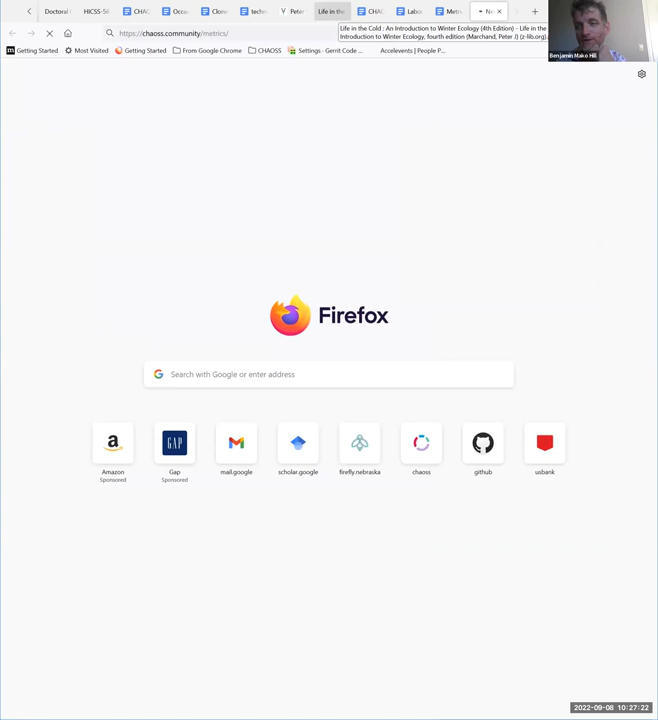 Doctoral
HICSS-56
CHAO
Occa
Clone
techn
Peter
Life in the
CHAO
Labo
Metri
Ne
https://chaoss.community/metrics/
Life in the Cold : An Introduction to Winter Ecology (4th Edition) - Life in the
Introduction to Winter Ecology, fourth edition (Marchand, Peter J) (z-lib.org).
Getting Started
Most Visited
Getting Started
From Google Chrome
CHAOSS
Settings · Gerrit Code ...
Accelevents | People P...
Benjamin Mako Hill
Firefox
Search with Google or enter address
a
GAP
Amazon
Sponsored
Gap
Sponsored
mail.google
scholar.google
firefly.nebraska
chaoss
github
usbank
2022-09-08 10:27:22